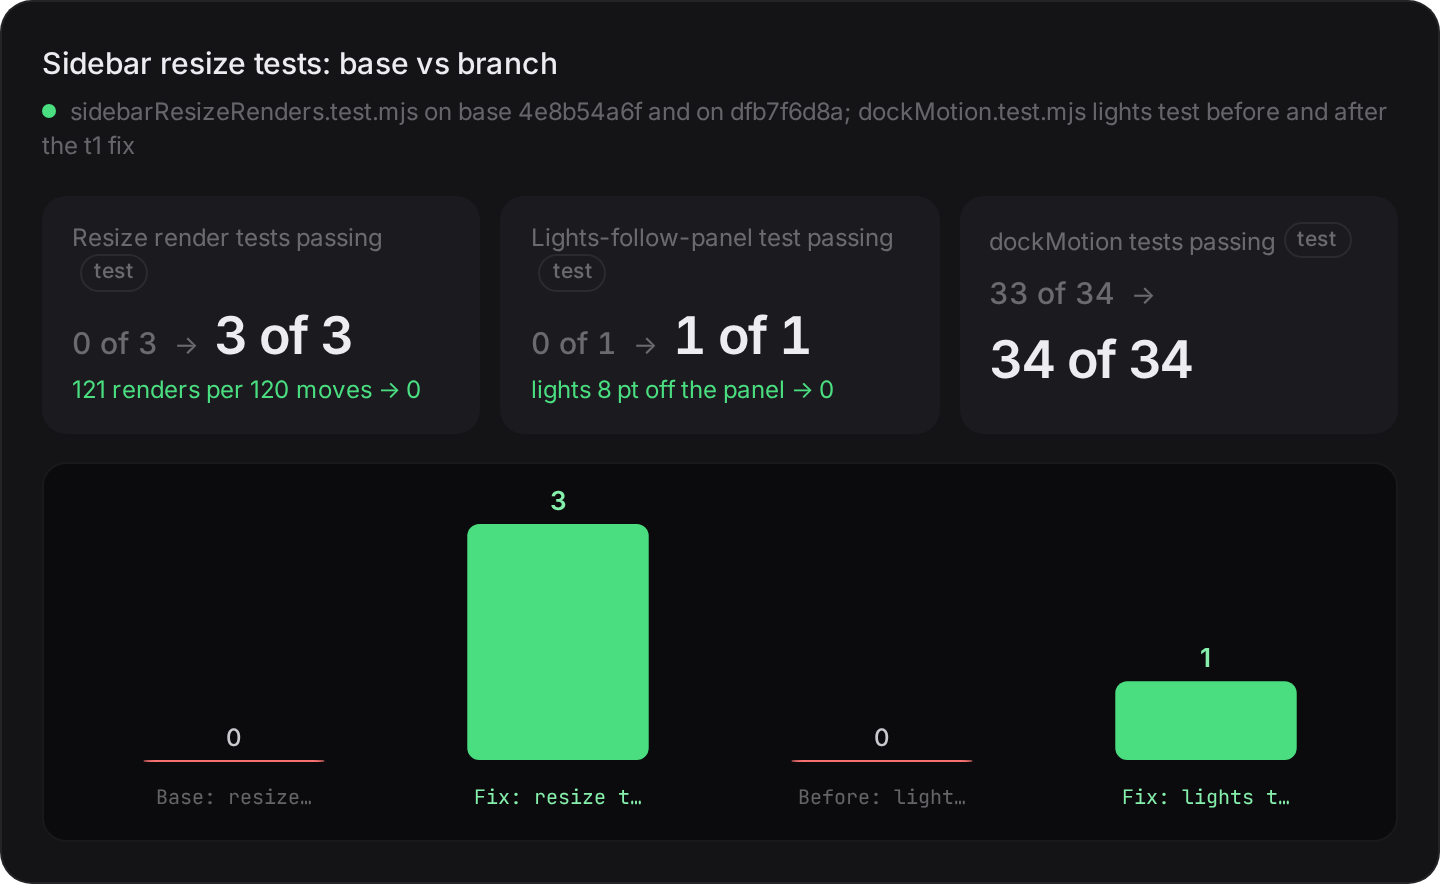 Sidebar resize tests: base vs branch
sidebarResizeRenders.test.mjs on base 4e8b54a6f and on dfb7f6d8a; dockMotion.test.mjs lights test before and after
the t1 fix
Resize render tests passing
test
0 of 3 → 3 of 3
121 renders per 120 moves → 0
Lights-follow-panel test passing
test
0 of 1 → 1 of 1
lights 8 pt off the panel → 0
dockMotion tests passing test
33 of 34 →
34 of 34
0
3
0
1
Base: resize…
Fix: resize t…
Before: light…
Fix: lights t…